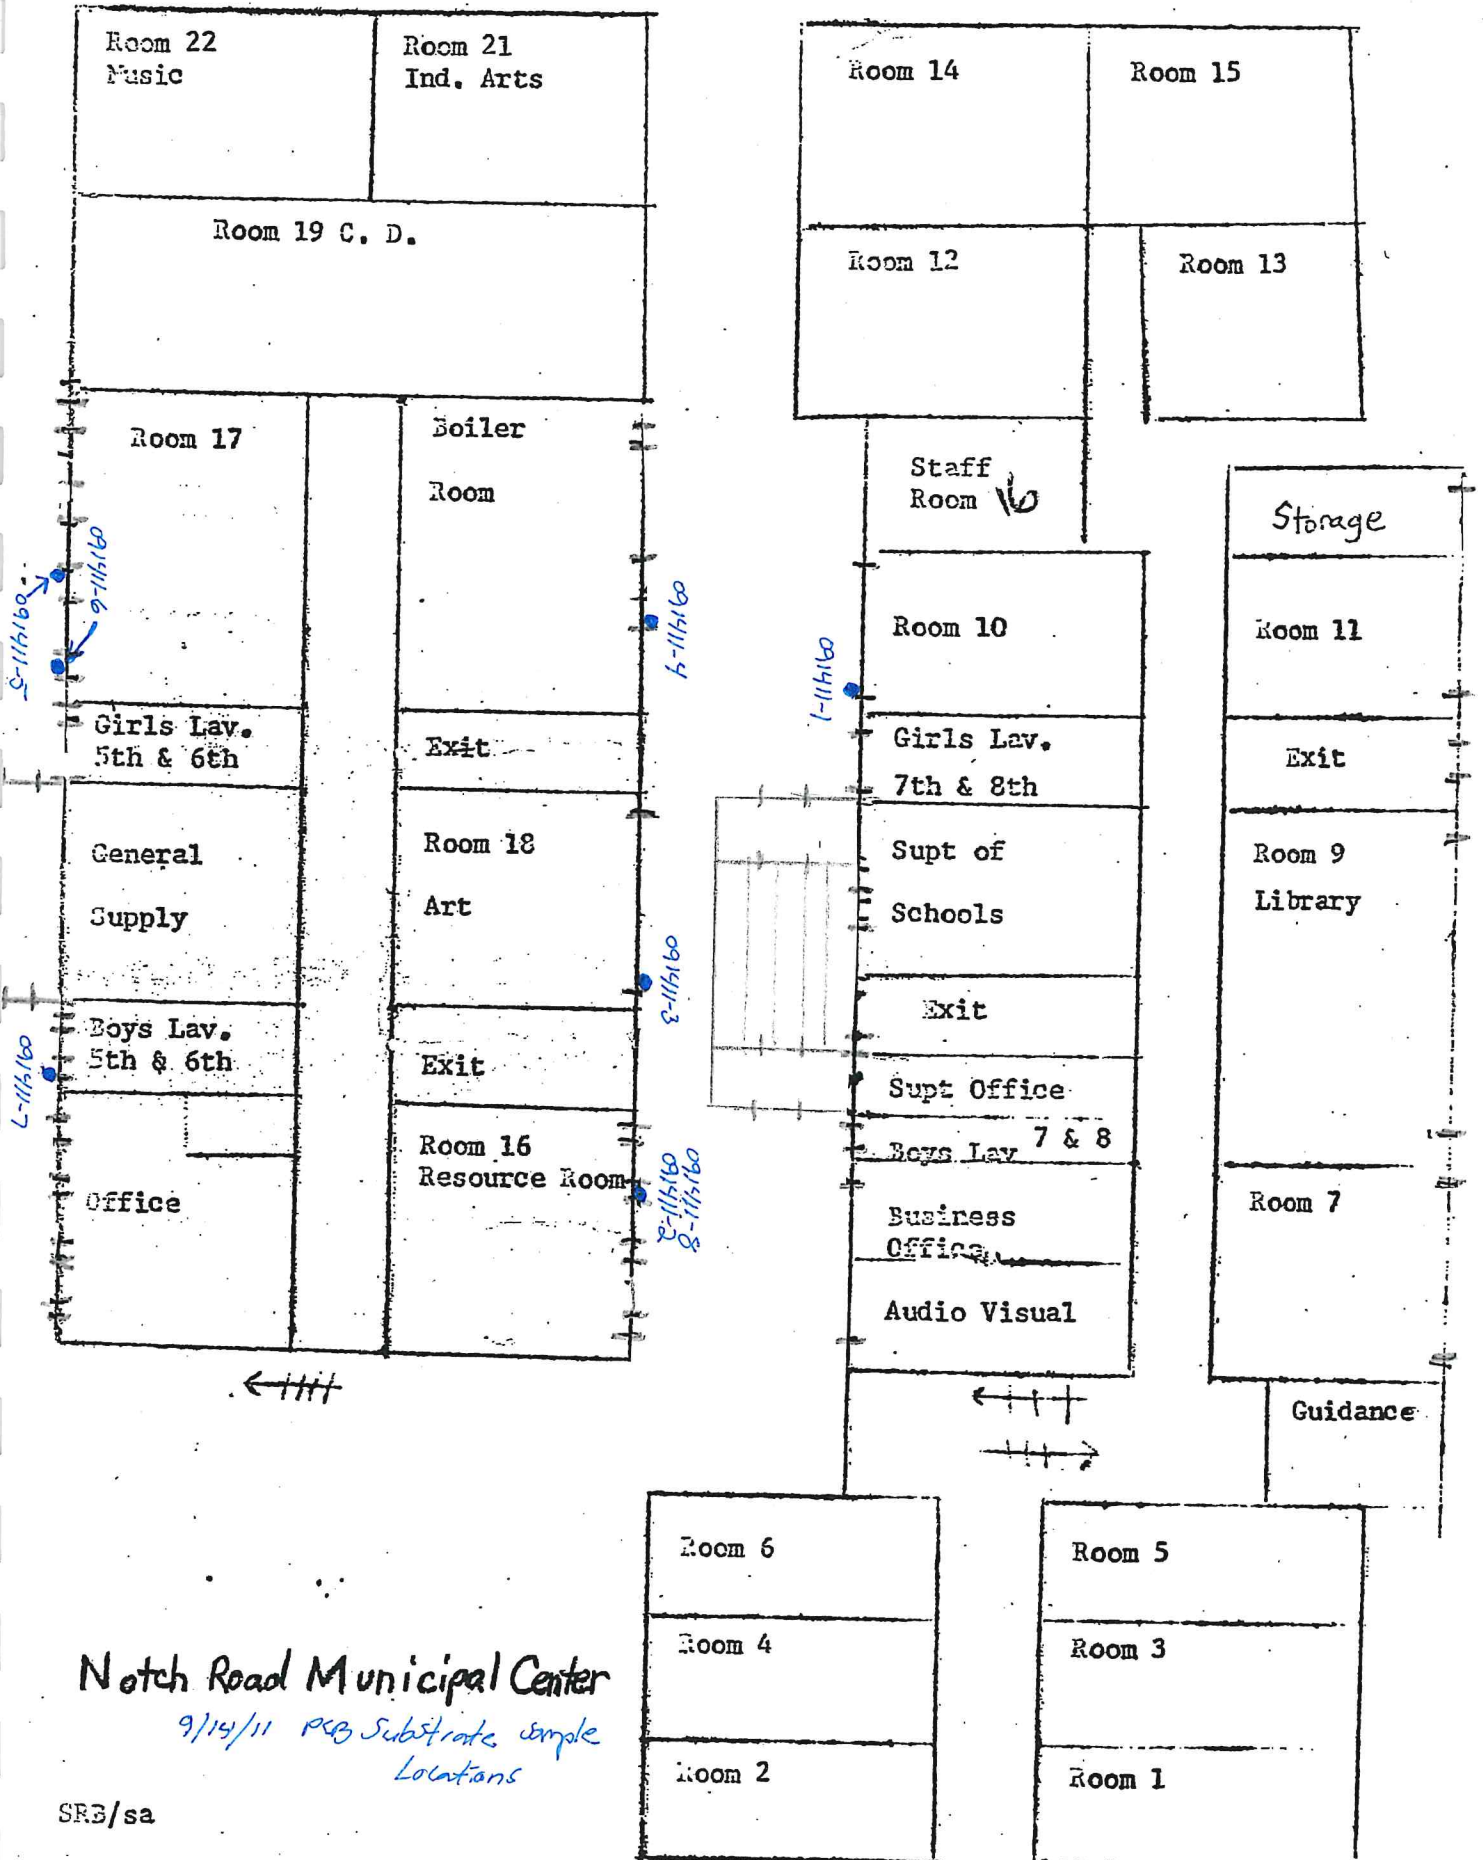 Room 22
Music
Room 21
Ind. Arts
Room 14
Room 15
Room 19 C. D.
Room 12
Room 13
Room 17
Boiler
Room
Staff
Room 16
Storage
091411-5
091411-6
091411-4
091411-1
Room 10
Room 11
Girls Lav.
5th & 6th
Exit
Girls Lav.
7th & 8th
Exit
General
Supply
Room 18
Art
Supt of
Schools
Room 9
Library
091411-3
Boys Lav.
5th & 6th
Exit
Exit
091411-7
Supt Office
Boys Lav 7 & 8
Office
Room 16
Resource Room
091411-2
091411-8
Business
Office
Room 7
Audio Visual
Guidance
Room 6
Room 5
Room 4
Room 3
Room 2
Room 1
Notch Road Municipal Center
9/14/11 PCB Substrate sample
Locations
SRB/sa